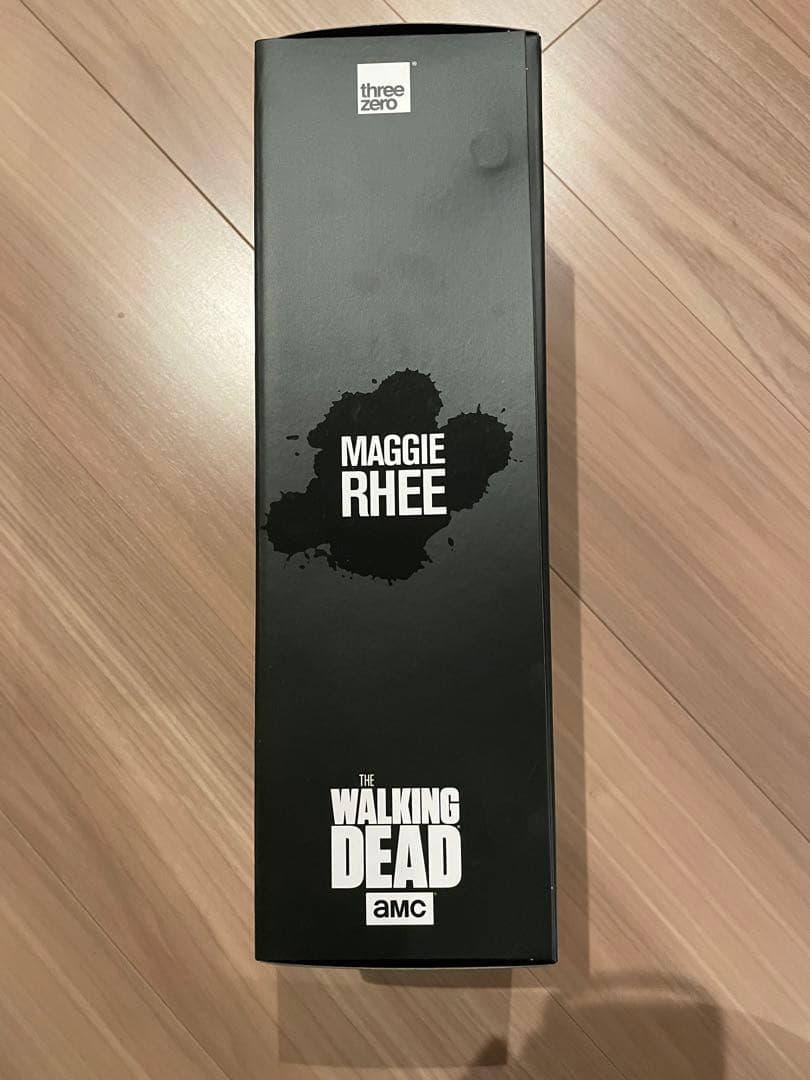 three
zero
MAGGIE
RHEE
THE
WALKING
DEAD
aMC